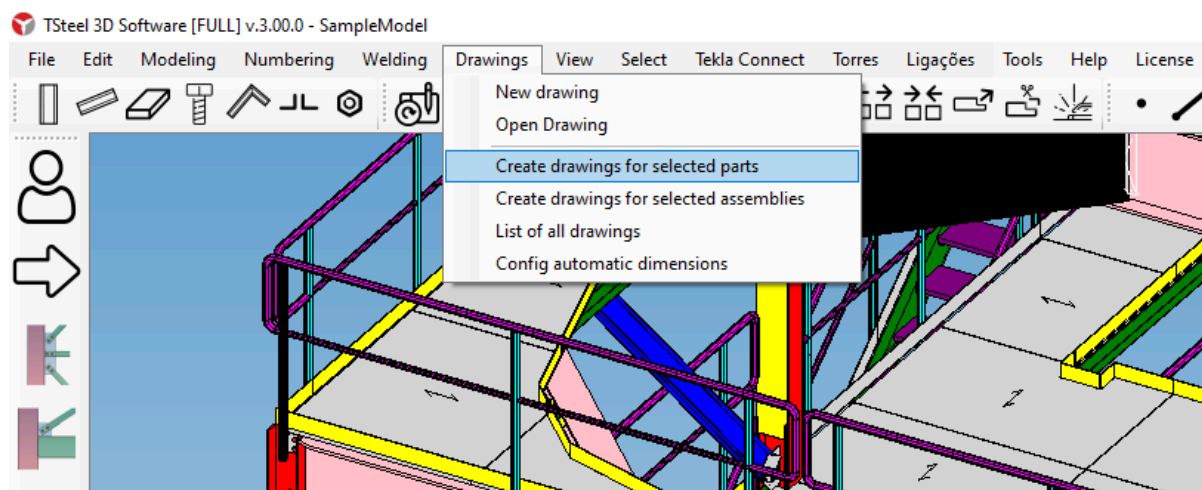 TSteel 3D Software [FULL] v.3.00.0 - SampleModel
File Edit Modeling Numbering Welding Drawings View Select Tekla Connect Torres Ligações Tools Help License
New drawing
Open Drawing
Create drawings for selected parts
Create drawings for selected assemblies
List of all drawings
Config automatic dimensions